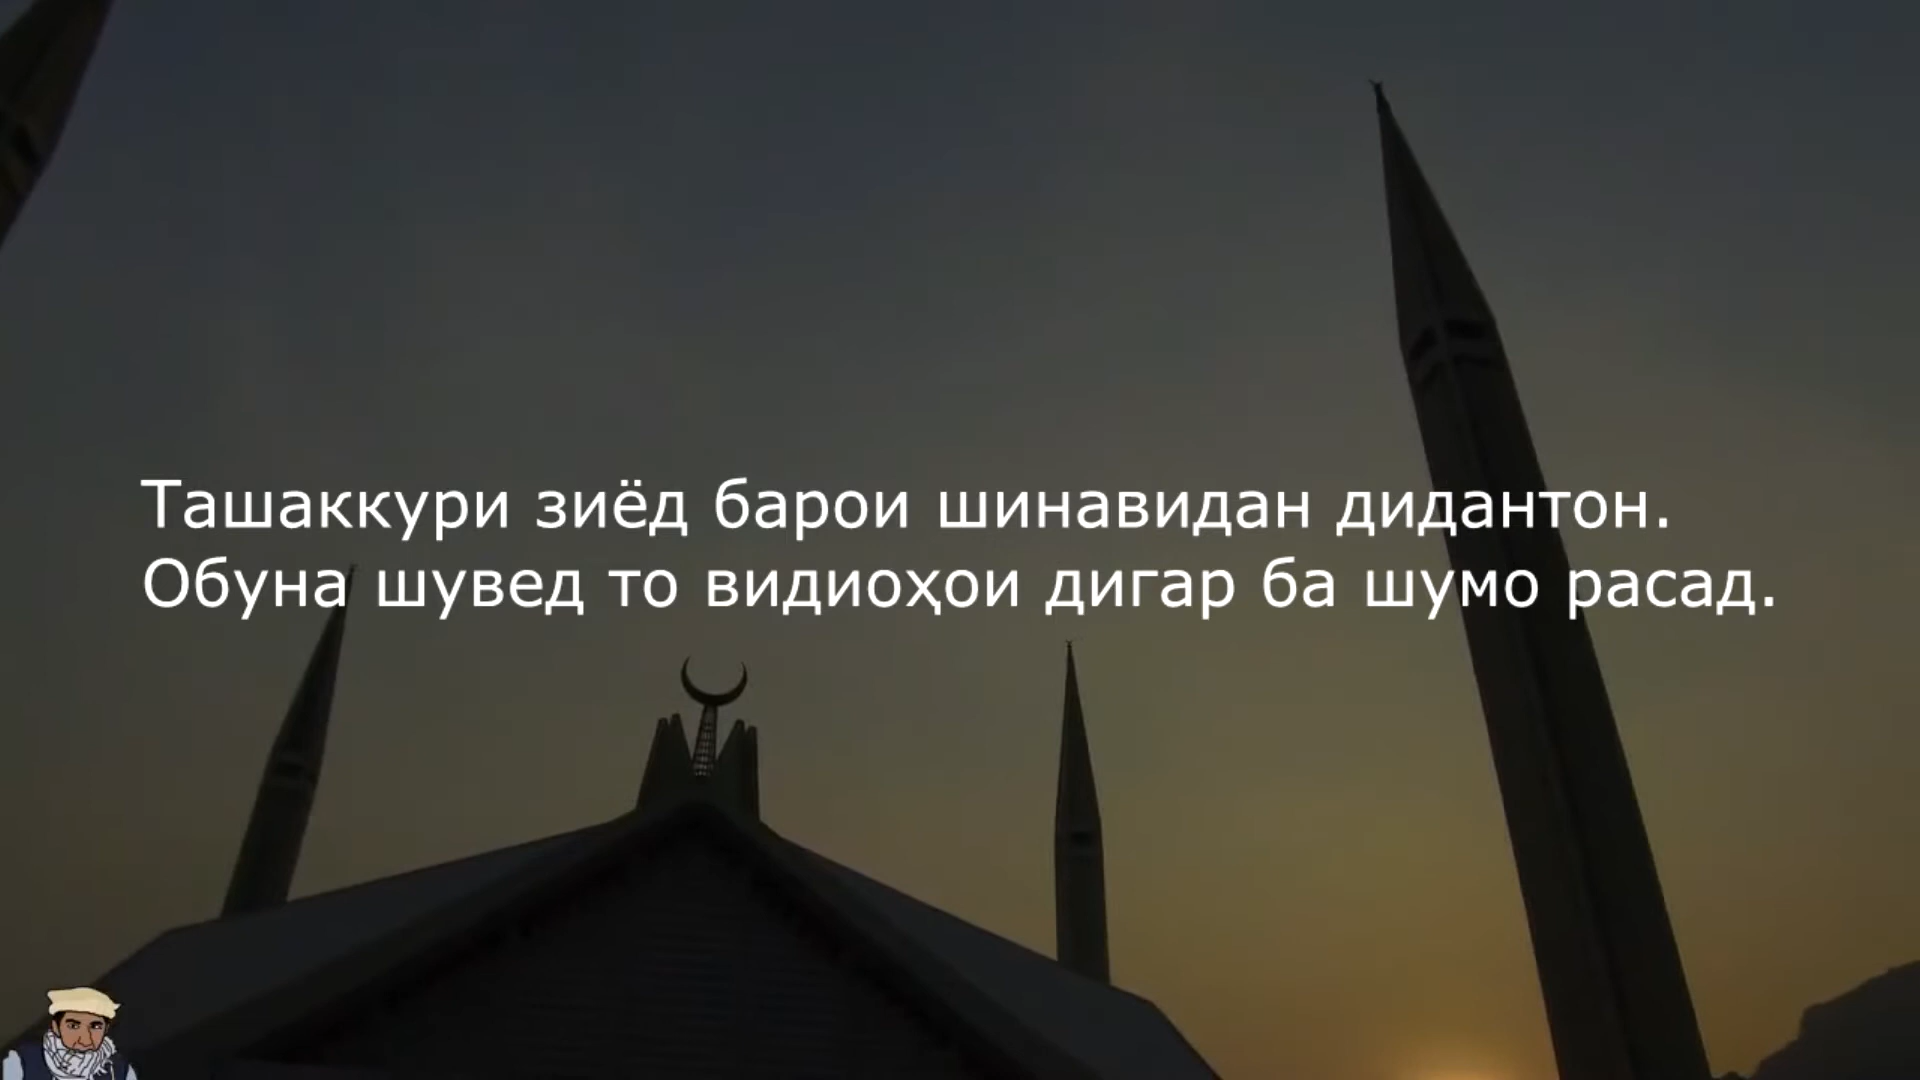 Ташаккури зиёд барои шинавидан дидантон.
Обуна шувед то видиоҳои дигар ба шумо расад.